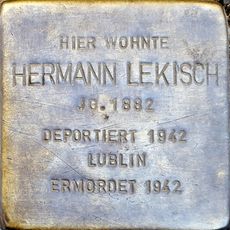 HIER WOHNTE
HERMANN LEKISCH
JG. 1882
DEPORTIERT 1942
LUBLIN
ERMORDET 1942